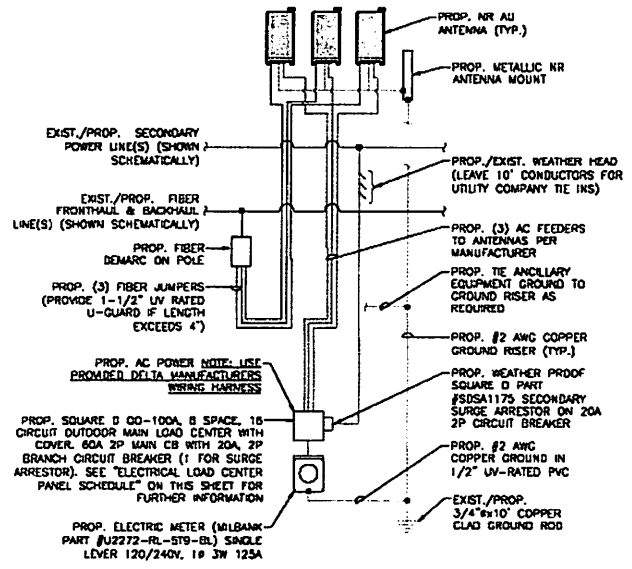 PROP. NR AU
ANTENNA (TYP.)
PROP. METALLIC NR
ANTENNA MOUNT
EXIST./PROP. SECONDARY
POWER LINE(S) (SHOWN
SCHEMATICALLY)
PROP./EXIST. WEATHER HEAD
(LEAVE 10' CONDUCTORS FOR
UTILITY COMPANY TIE INS)
EXIST./PROP. FIBER
FRONTHAUL & BACKHAUL
LINE(S) (SHOWN SCHEMATICALLY)
PROP. (3) AC FEEDERS
TO ANTENNAS PER
MANUFACTURER
PROP. FIBER
DEMARC ON POLE
PROP. TIE ANCILLARY
EQUIPMENT GROUND TO
GROUND RISER AS
REQUIRED
PROP. (3) FIBER JUMPERS
(PROVIDE 1-1/2" UV RATED
U-GUARD IF LENGTH
EXCEEDS 4")
PROP. #2 AWG COPPER
GROUND RISER (TYP.)
PROP. AC POWER NOTE: USE
PROVIDED DELTA MANUFACTURERS
WIRING HARNESS
PROP. WEATHER PROOF
SQUARE D PART
#SDSA1175 SECONDARY
SURGE ARRESTOR ON 20A
2P CIRCUIT BREAKER
PROP. SQUARE D QO-100A, 8 SPACE, 16
CIRCUIT OUTDOOR MAIN LOAD CENTER WITH
COVER. 60A 2P MAIN CB WITH 20A, 2P
BRANCH CIRCUIT BREAKER (1 FOR SURGE
ARRESTOR). SEE "ELECTRICAL LOAD CENTER
PANEL SCHEDULE" ON THIS SHEET FOR
FURTHER INFORMATION
PROP. #2 AWG
COPPER GROUND IN
1/2" UV-RATED PVC
PROP. ELECTRIC METER (MILBANK
PART #U2272-RL-5T9-BL) SINGLE
LEVER 120/240V, 1ø 3W 125A
EXIST./PROP.
3/4"øx10' COPPER
CLAD GROUND ROD